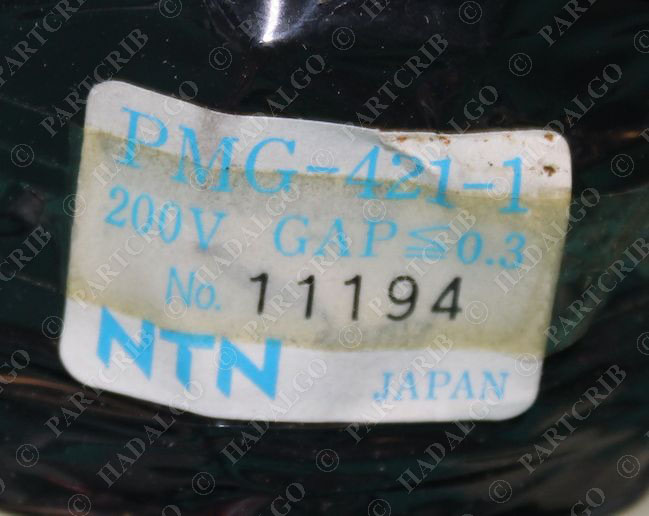 PMG-421-1
200V GAP≦0.3
No. 11194
NTN JAPAN